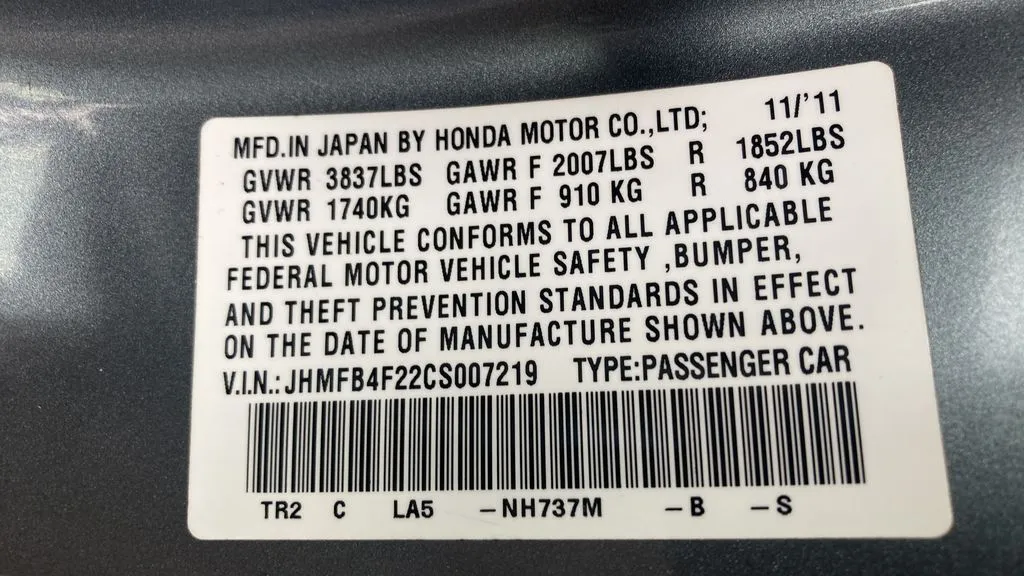 MFD.IN JAPAN BY HONDA MOTOR CO.,LTD; 11/'11
GVWR 3837LBS GAWR F 2007LBS R 1852LBS
GVWR 1740KG GAWR F 910 KG R 840 KG
THIS VEHICLE CONFORMS TO ALL APPLICABLE
FEDERAL MOTOR VEHICLE SAFETY ,BUMPER,
AND THEFT PREVENTION STANDARDS IN EFFECT
ON THE DATE OF MANUFACTURE SHOWN ABOVE.
V.I.N.: JHMFB4F22CS007219 TYPE:PASSENGER CAR
TR2 C LA5 -NH737M -B -S